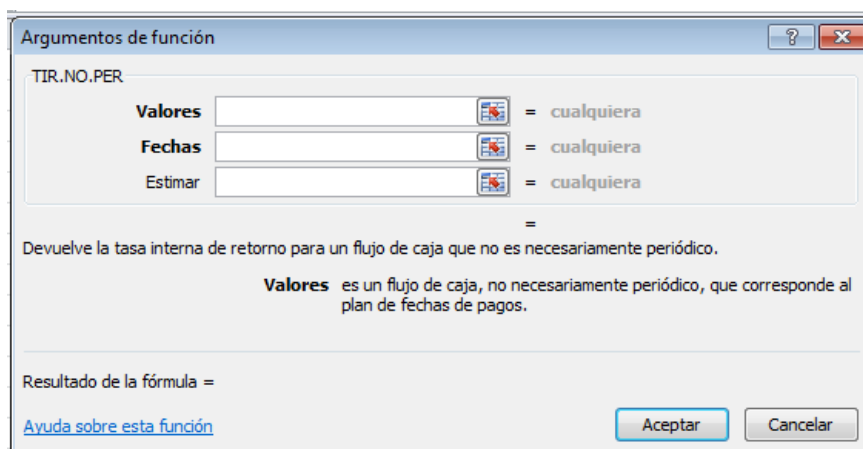 Argumentos de función
TIR.NO.PER
Valores = cualquiera
Fechas = cualquiera
Estimar = cualquiera
=
Devuelve la tasa interna de retorno para un flujo de caja que no es necesariamente periódico.
Valores es un flujo de caja, no necesariamente periódico, que corresponde al
plan de fechas de pagos.
Resultado de la fórmula =
Ayuda sobre esta función Aceptar Cancelar